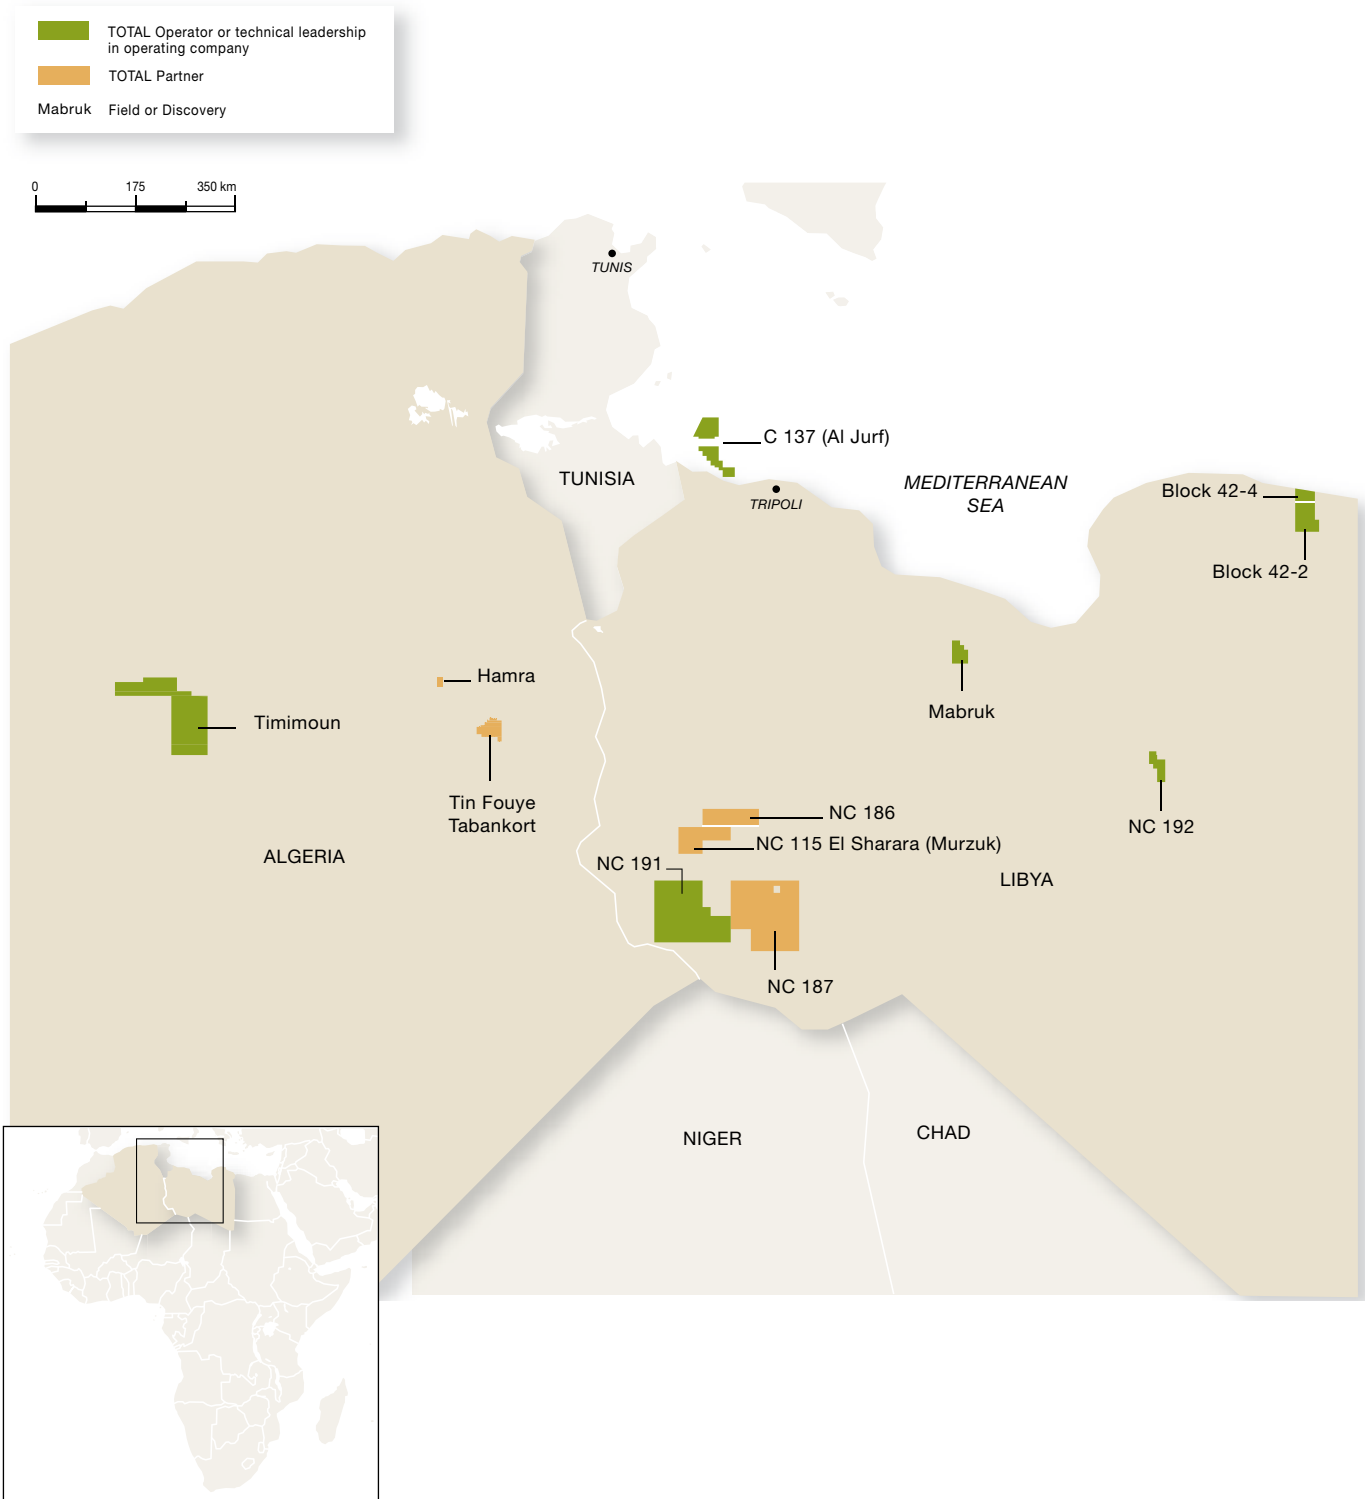 TOTAL Operator or technical leadership
in operating company
TOTAL Partner
Mabruk Field or Discovery
0 175 350 km
TUNIS
C 137 (Al Jurf)
TUNISIA
MEDITERRANEAN
SEA
TRIPOLI
Block 42-4
Block 42-2
Hamra
Timimoun
Mabruk
Tin Fouye
Tabankort
NC 186
NC 192
NC 115 El Sharara (Murzuk)
ALGERIA
NC 191
LIBYA
NC 187
NIGER
CHAD